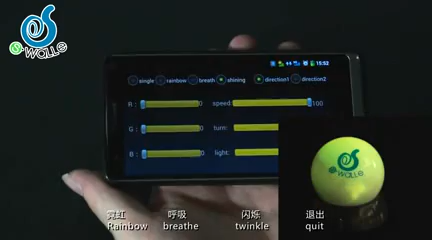 walle
15:52
single rainbow breath shining direction1 direction2
R : 0 speed: 100
G : 0 turn:
B : 0 light:
walle
霓虹 呼吸 闪烁 退出
Rainbow breathe twinkle quit